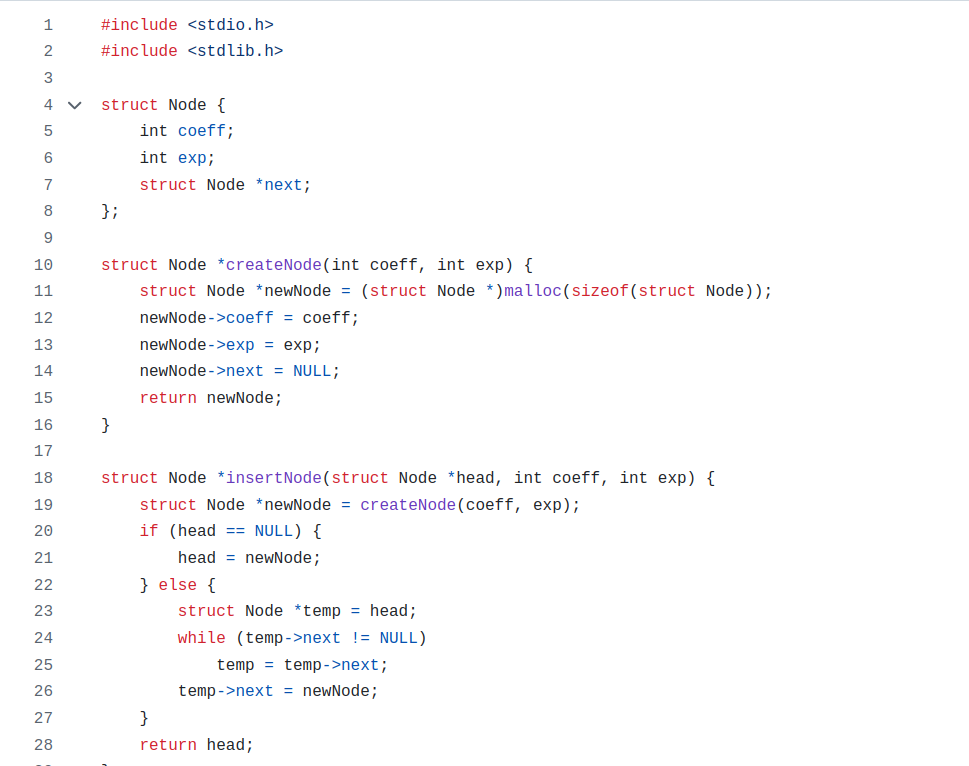 1 #include <stdio.h>
2 #include <stdlib.h>
3
4 struct Node {
5     int coeff;
6     int exp;
7     struct Node *next;
8 };
9
10 struct Node *createNode(int coeff, int exp) {
11     struct Node *newNode = (struct Node *)malloc(sizeof(struct Node));
12     newNode->coeff = coeff;
13     newNode->exp = exp;
14     newNode->next = NULL;
15     return newNode;
16 }
17
18 struct Node *insertNode(struct Node *head, int coeff, int exp) {
19     struct Node *newNode = createNode(coeff, exp);
20     if (head == NULL) {
21         head = newNode;
22     } else {
23         struct Node *temp = head;
24         while (temp->next != NULL)
25             temp = temp->next;
26         temp->next = newNode;
27     }
28     return head;